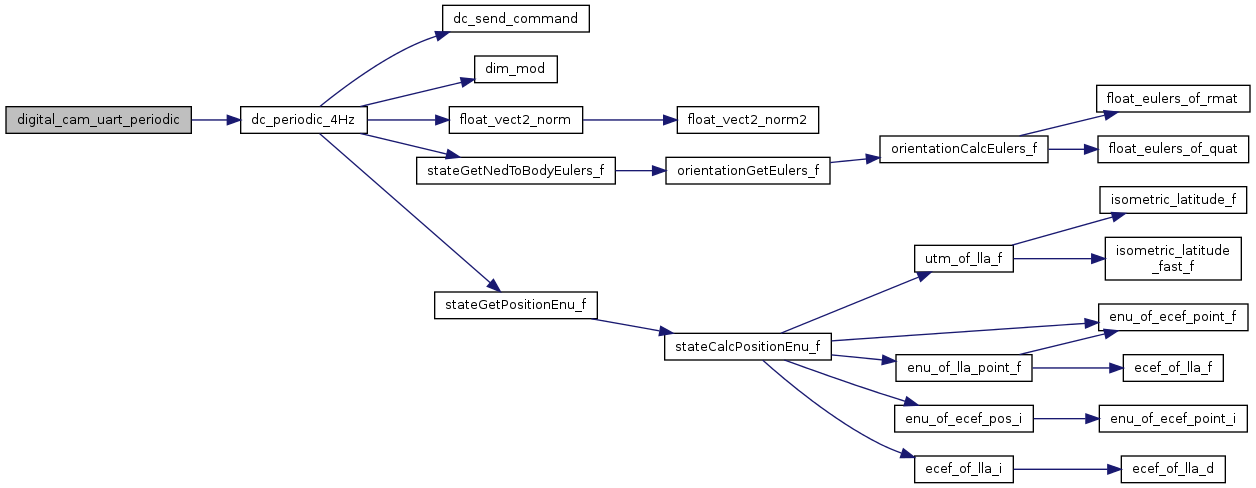 digital_cam_uart_periodic
dc_periodic_4Hz
dc_send_command
dim_mod
float_vect2_norm
float_vect2_norm2
stateGetNedToBodyEulers_f
orientationGetEulers_f
orientationCalcEulers_f
float_eulers_of_rmat
float_eulers_of_quat
stateGetPositionEnu_f
stateCalcPositionEnu_f
utm_of_lla_f
isometric_latitude_f
isometric_latitude
_fast_f
enu_of_ecef_point_f
enu_of_lla_point_f
ecef_of_lla_f
enu_of_ecef_pos_i
enu_of_ecef_point_i
ecef_of_lla_i
ecef_of_lla_d